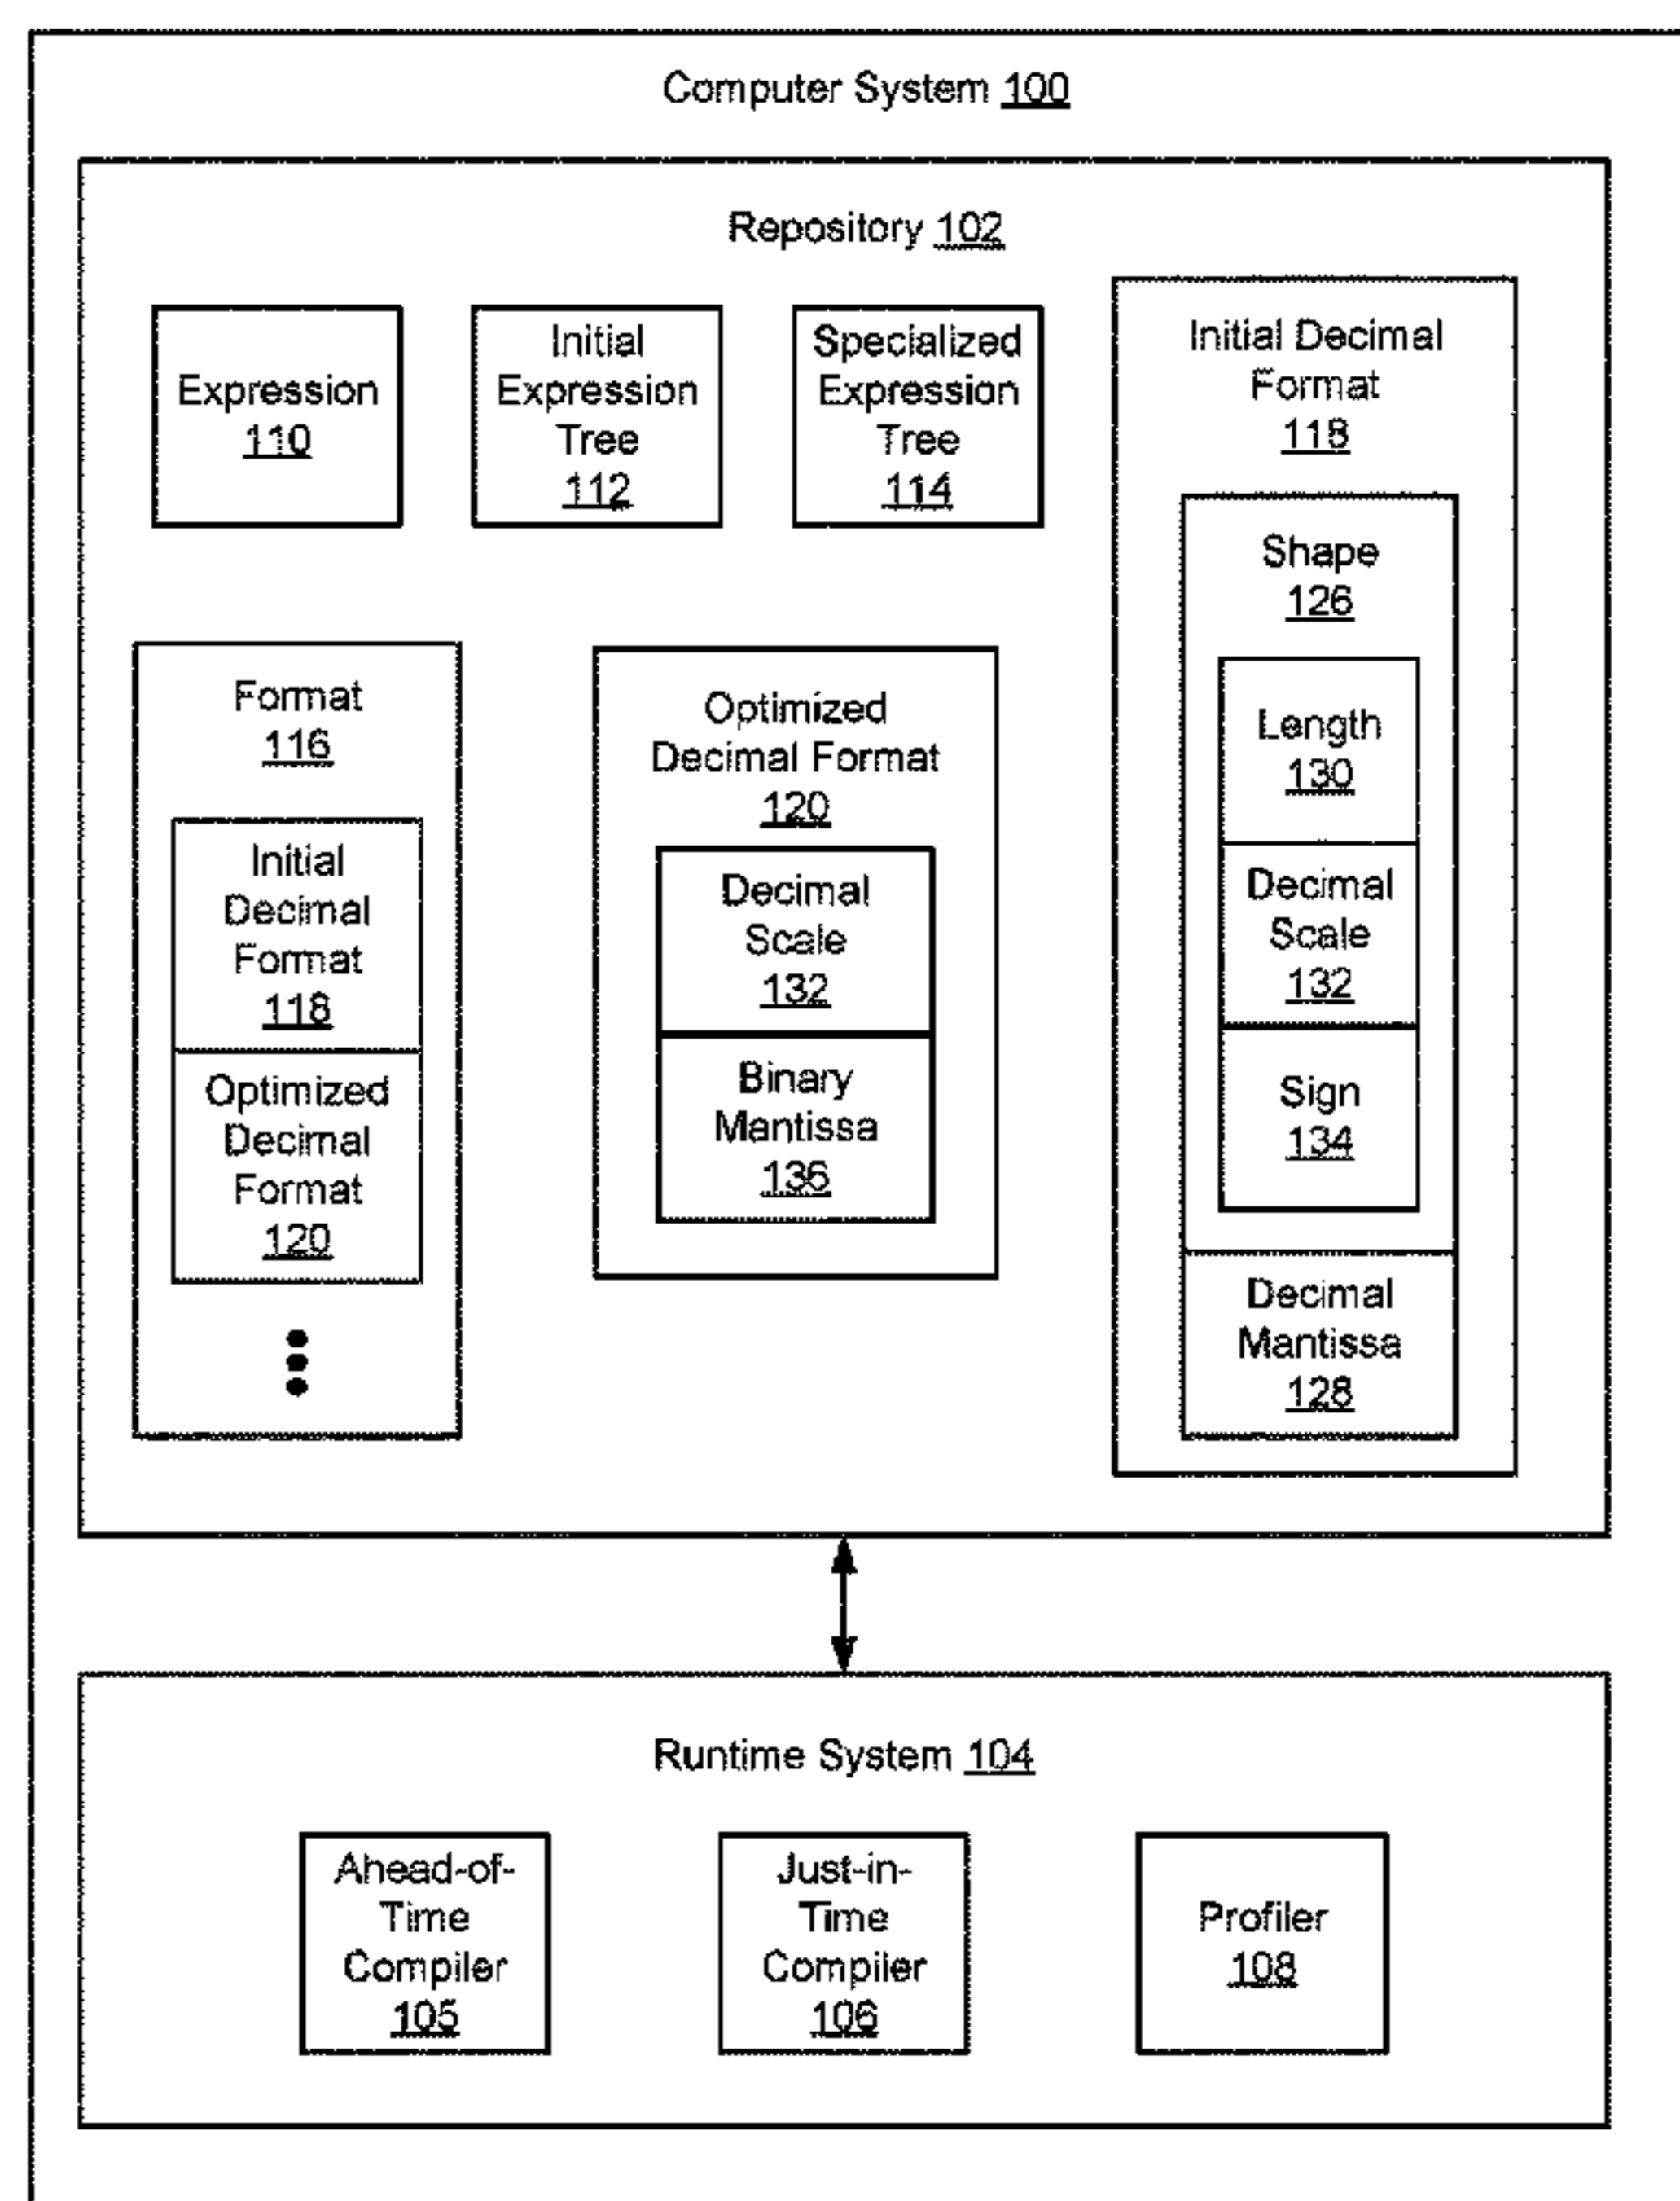 Computer System 100
Repository 102
Expression
110
Initial
Expression
Tree
112
Specialized
Expression
Tree
114
Initial Decimal
Format
118
Shape
126
Length
130
Decimal
Scale
132
Sign
134
Decimal
Mantissa
128
Format
116
Initial
Decimal
Format
118
Optimized
Decimal
Format
120
Optimized
Decimal Format
120
Decimal
Scale
132
Binary
Mantissa
136
Runtime System 104
Ahead-of-
Time
Compiler
105
Just-in-
Time
Compiler
106
Profiler
108